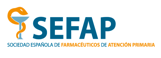 SEFAP
SOCIEDAD ESPAÑOLA DE FARMACÉUTICOS DE ATENCIÓN PRIMARIA